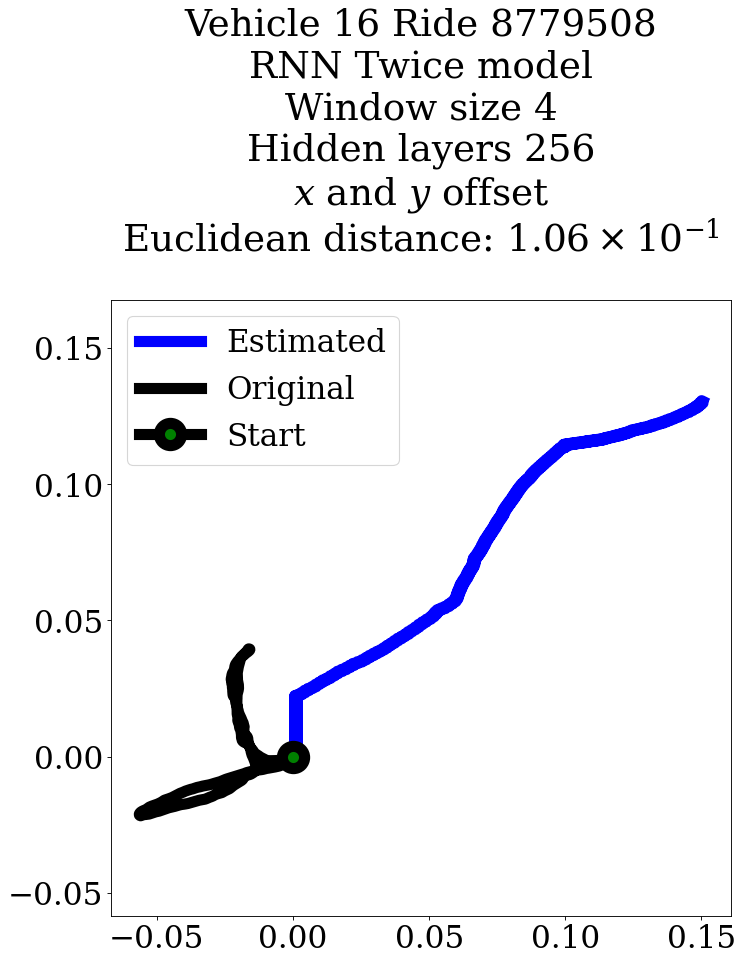 Vehicle 16 Ride 8779508
RNN Twice model
Window size 4
Hidden layers 256
x and y offset
Euclidean distance: 1.06 × 10⁻¹
Estimated
Original
Start
0.15
0.10
0.05
0.00
−0.05
−0.05 0.00 0.05 0.10 0.15